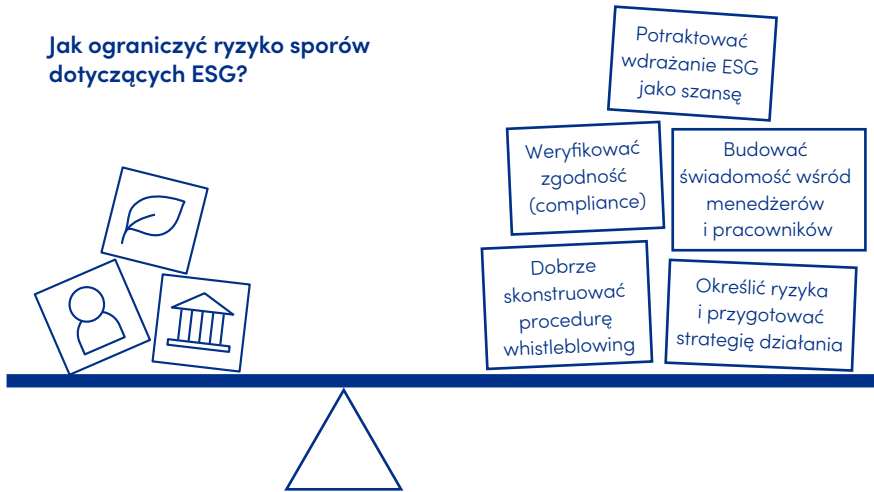 Jak ograniczyć ryzyko sporów
dotyczących ESG?
Potraktować
wdrażanie ESG
jako szansę
Weryfikować
zgodność
(compliance)
Budować
świadomość wśród
menedżerów
i pracowników
Dobrze
skonstruować
procedurę
whistleblowing
Określić ryzyka
i przygotować
strategię działania